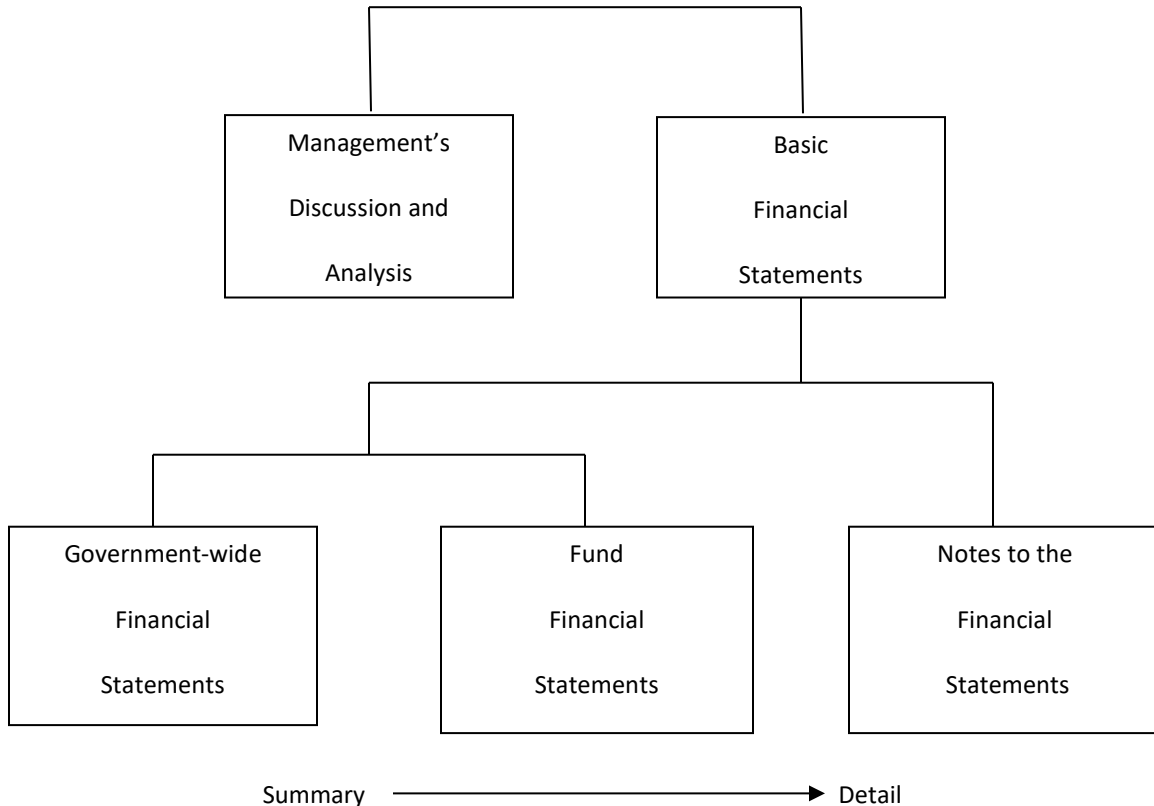 Management’s
Discussion and
Analysis
Basic
Financial
Statements
Government-wide
Financial
Statements
Fund
Financial
Statements
Notes to the
Financial
Statements
Summary
Detail